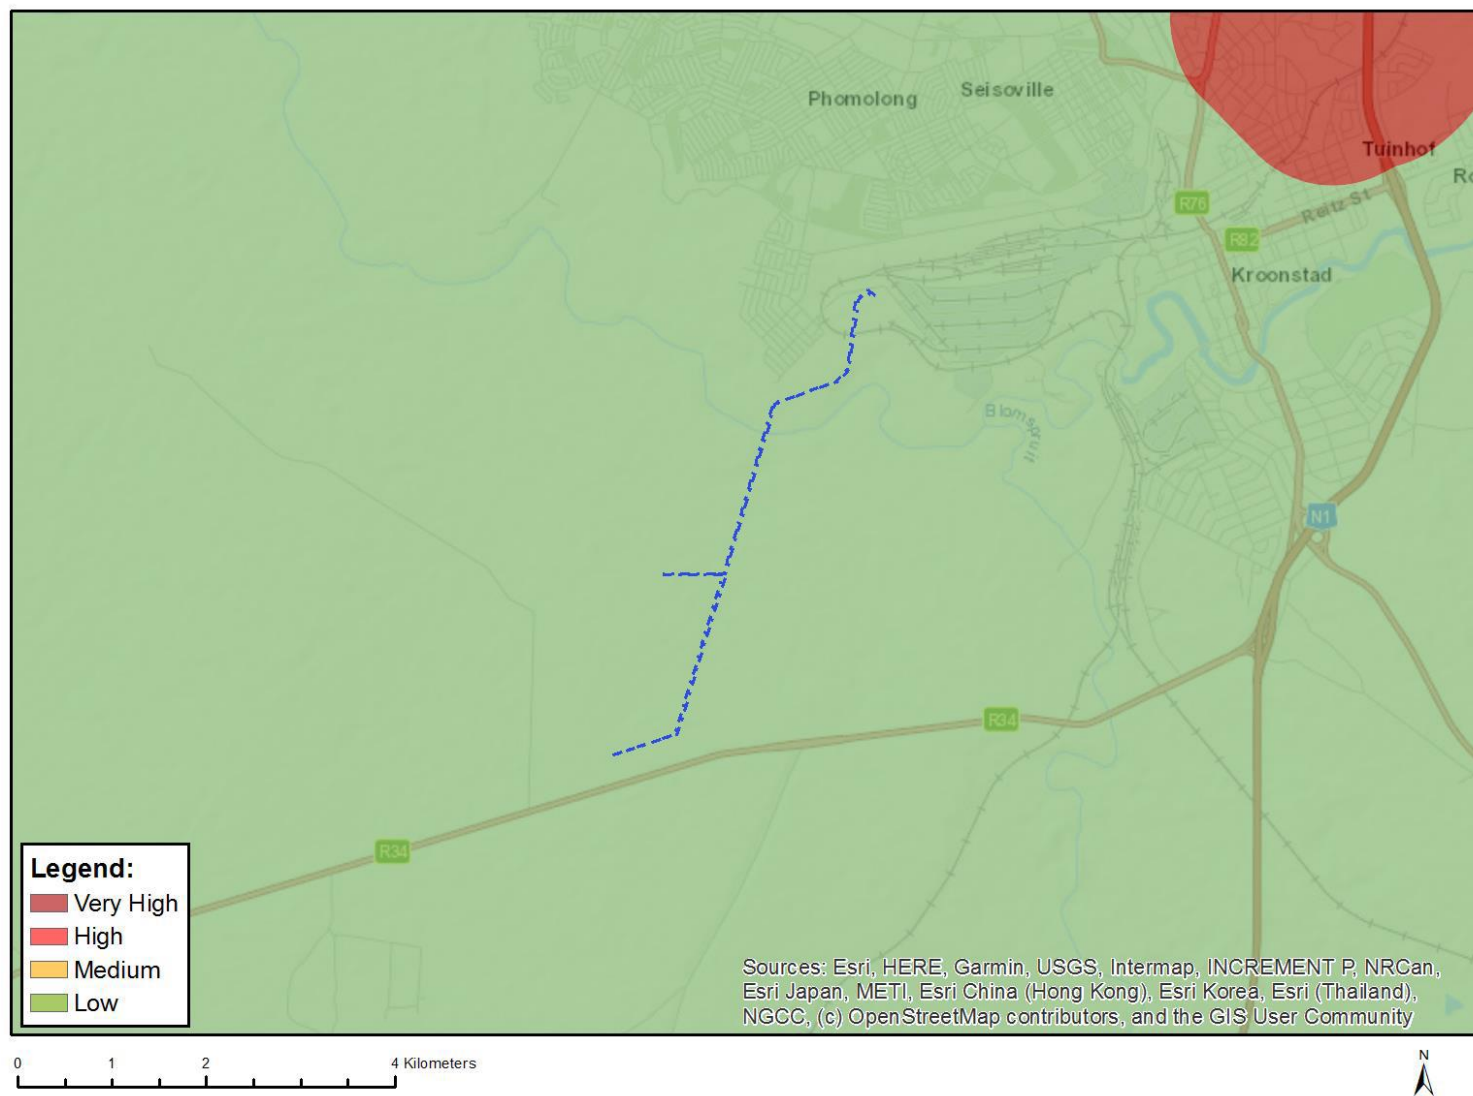 Phomolong
Seisoville
Tuinhof
R76
Reitz St
R82
Kroonstad
Blomspruit
N1
R34
R34
Legend:
Very High
High
Medium
Low
Sources: Esri, HERE, Garmin, USGS, Intermap, INCREMENT P, NRCan,
Esri Japan, METI, Esri China (Hong Kong), Esri Korea, Esri (Thailand),
NGCC, (c) OpenStreetMap contributors, and the GIS User Community
0 1 2 4 Kilometers
N